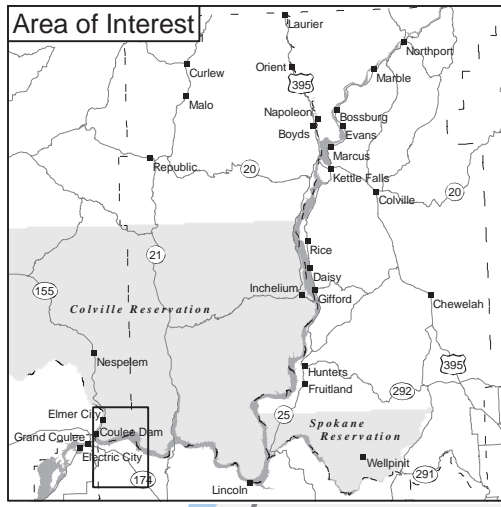 Area of Interest
Laurier
Northport
Curlew
Orient
Marble
395
Malo
Napoleon
Bossburg
Boyds
Evans
Marcus
Republic
Kettle Falls
20
20
Colville
Rice
21
Daisy
155
Inchelium
Gifford
Chewelah
Colville Reservation
Nespelem
395
Hunters
Fruitland
292
Elmer City
25
Spokane
Reservation
Coulee Dam
Grand Coulee
Electric City
Wellpinit
174
291
Lincoln